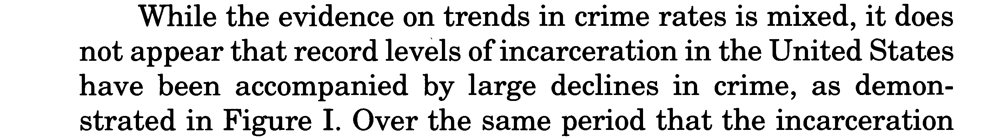 While the evidence on trends in crime rates is mixed, it does
not appear that record levels of incarceration in the United States
have been accompanied by large declines in crime, as demon-
strated in Figure I. Over the same period that the incarceration